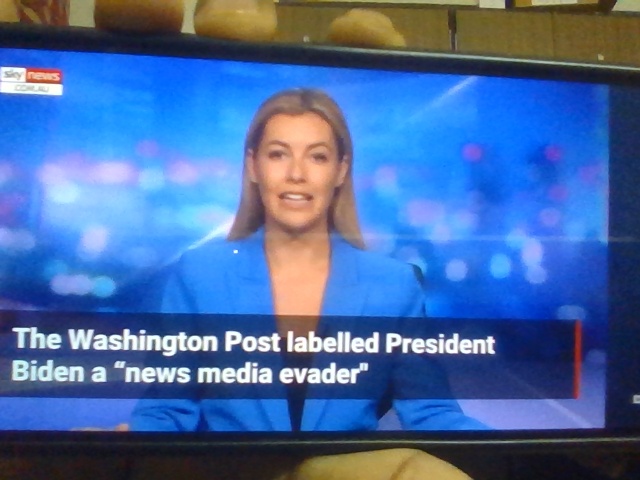 sky news
.COM.AU
The Washington Post labelled President
Biden a “news media evader"